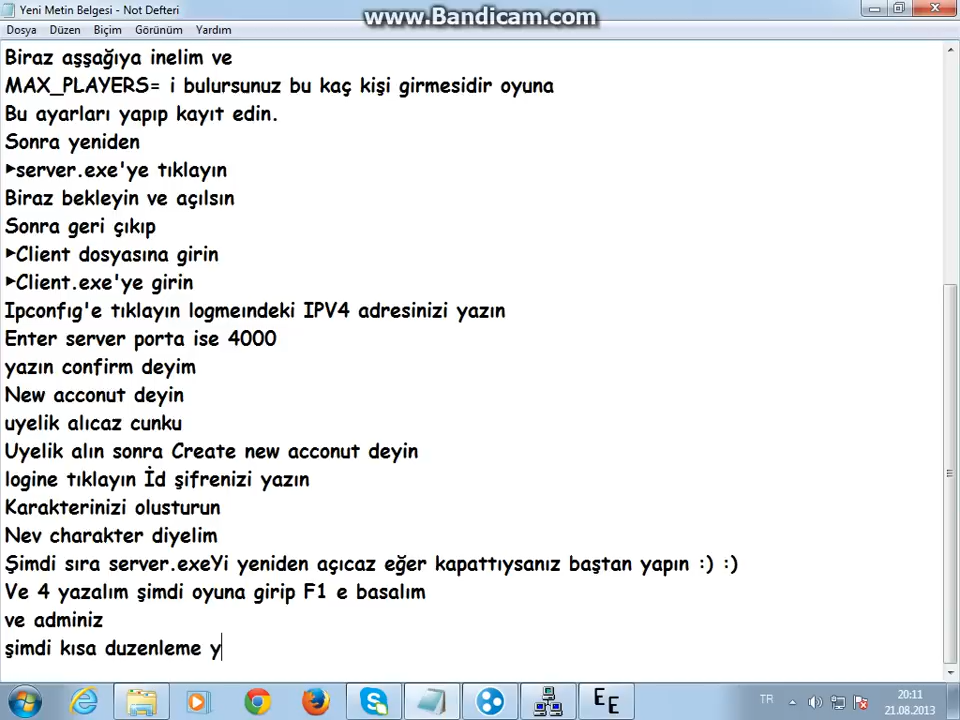 Yeni Metin Belgesi - Not Defteri
www.Bandicam.com
Dosya Düzen Biçim Görünüm Yardım
Biraz aşşağıya inelim ve
MAX_PLAYERS= i bulursunuz bu kaç kişi girmesidir oyuna
Bu ayarları yapıp kayıt edin.
Sonra yeniden
►server.exe'ye tıklayın
Biraz bekleyin ve açılsın
Sonra geri çıkıp
►Client dosyasına girin
►Client.exe'ye girin
Ipconfıg'e tıklayın logmeındeki IPV4 adresinizi yazın
Enter server porta ise 4000
yazın confirm deyim
New acconut deyin
uyelik alıcaz cunku
Uyelik alın sonra Create new acconut deyin
logine tıklayın İd şifrenizi yazın
Karakterinizi olusturun
Nev charakter diyelim
Şimdi sıra server.exeYi yeniden açıcaz eğer kapattıysanız baştan yapın :) :)
Ve 4 yazalım şimdi oyuna girip F1 e basalım
ve adminiz
şimdi kısa duzenleme y
EE
TR
20:11
21.08.2013